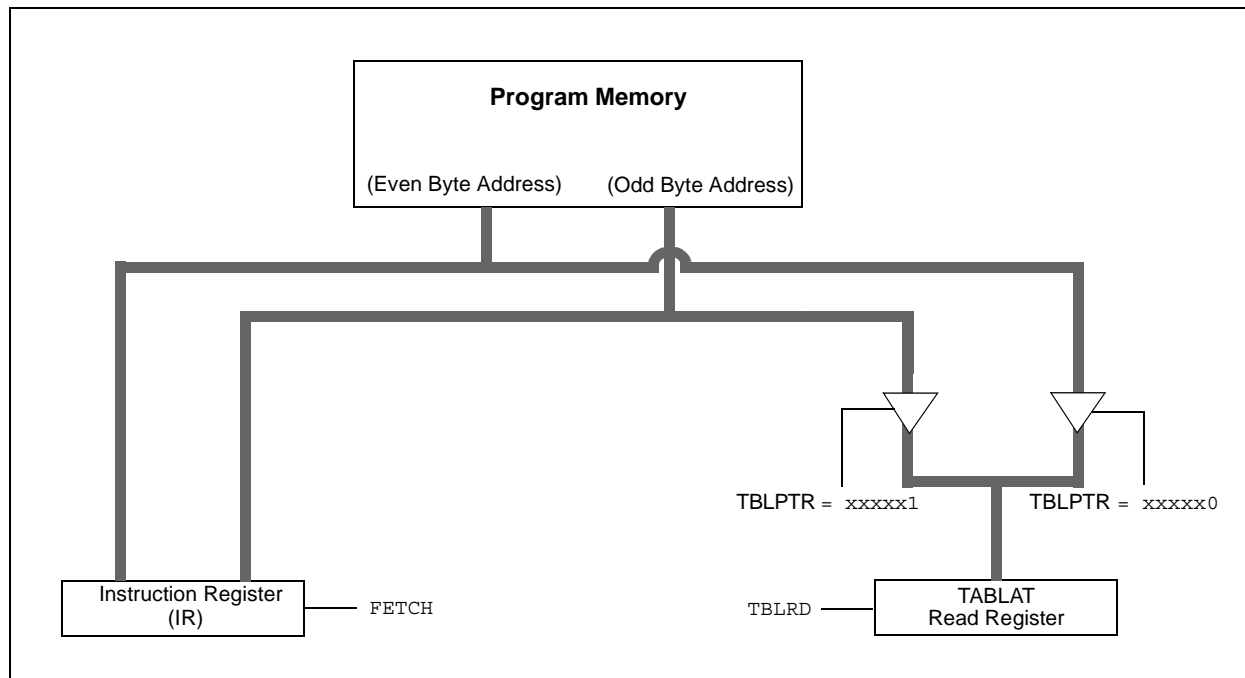 Program Memory
(Even Byte Address) (Odd Byte Address)
TBLPTR = xxxxx1 TBLPTR = xxxxx0
Instruction Register
(IR)
FETCH
TBLRD
TABLAT
Read Register